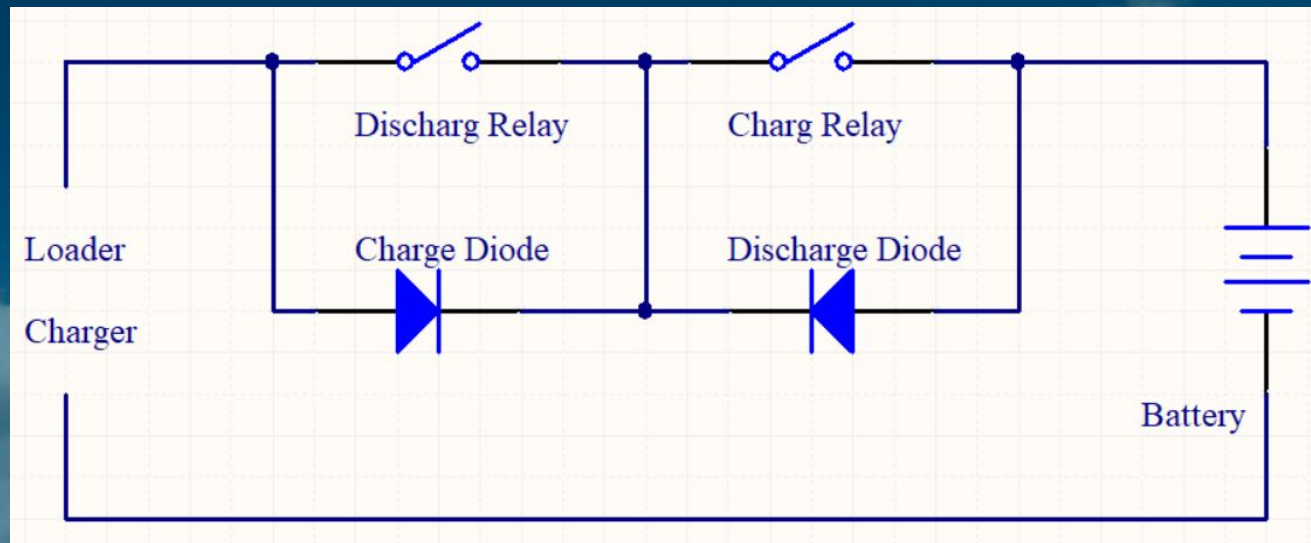 Discharg Relay
Charg Relay
Loader
Charge Diode
Discharge Diode
Charger
Battery